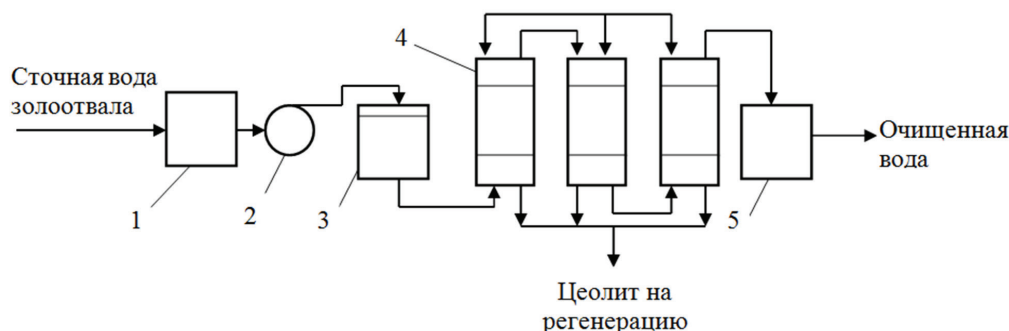 Сточная вода
золоотвала
1
2
3
4
5
Очищенная
вода
Цеолит на
регенерацию